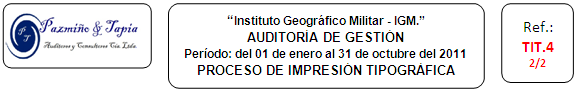 Pazmiño & Tapia
Auditores y Consultores Cía. Ltda.
"Instituto Geográfico Militar - IGM."
AUDITORÍA DE GESTIÓN
Período: del 01 de enero al 31 de octubre del 2011
PROCESO DE IMPRESIÓN TIPOGRÁFICA
Ref.:
TIT.4
2/2